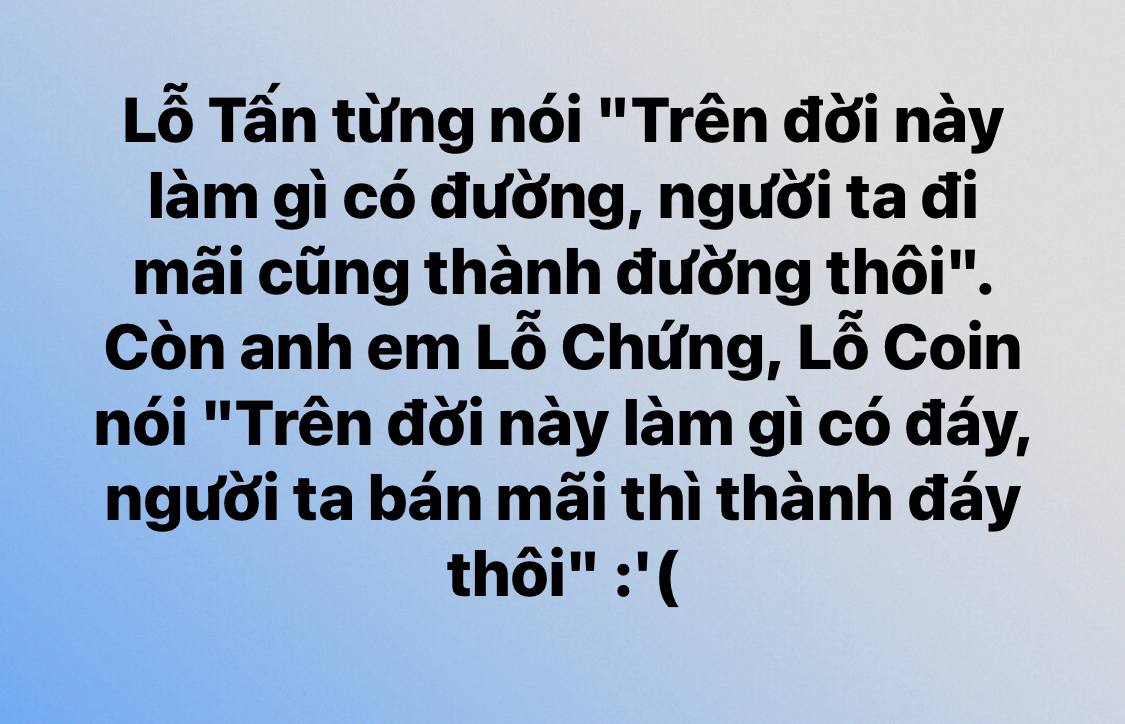 Lỗ Tấn từng nói "Trên đời này
làm gì có đường, người ta đi
mãi cũng thành đường thôi".
Còn anh em Lỗ Chứng, Lỗ Coin
nói "Trên đời này làm gì có đáy,
người ta bán mãi thì thành đáy
thôi" :'(